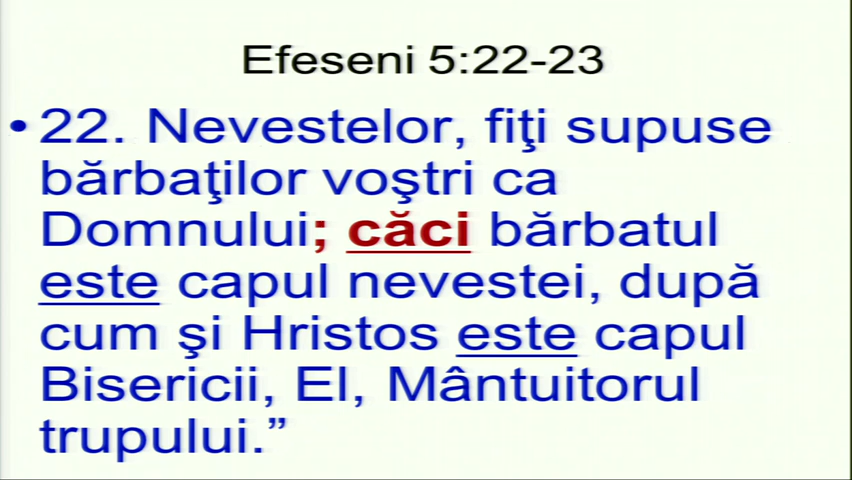 Efeseni 5:22-23
• 22. Nevestelor, fiţi supuse
bărbaţilor voştri ca
Domnului; căci bărbatul
este capul nevestei, după
cum şi Hristos este capul
Bisericii, El, Mântuitorul
trupului.”